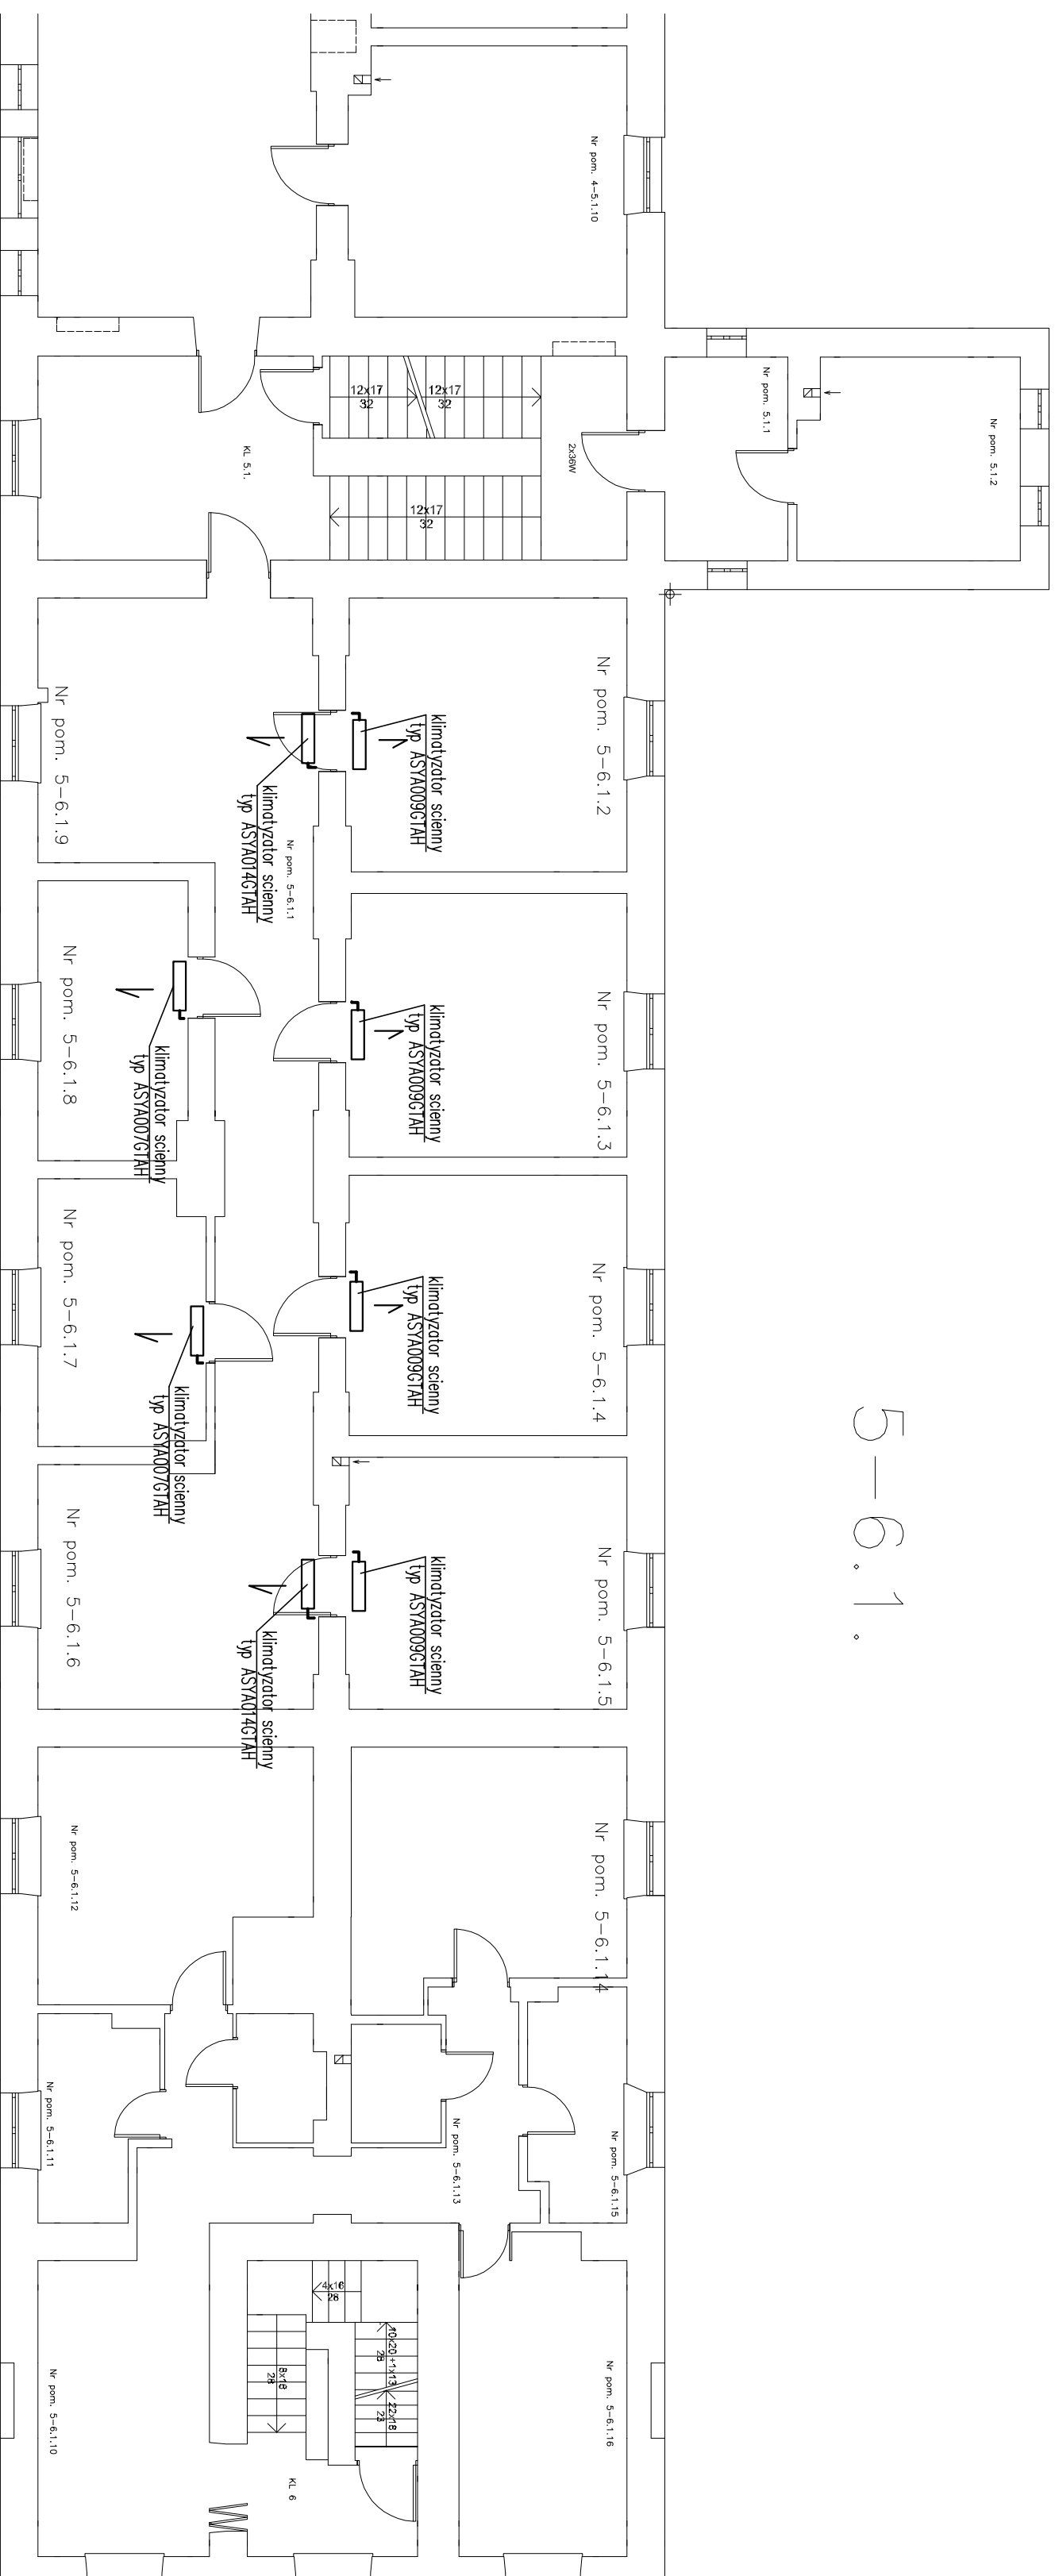 5-6.1.
Nr pom. 4-5.1.10
Nr pom. 5.1.2
Nr pom. 5.1.1
12x17
32
12x17
32
2x36W
KL 5.1.
12x17
32
Nr pom. 5-6.1.2
klimatyzator scienny
typ ASYA009GTAH
klimatyzator scienny
typ ASYA014GTAH
Nr pom. 5-6.1.1
Nr pom. 5-6.1.9
Nr pom. 5-6.1.3
klimatyzator scienny
typ ASYA009GTAH
Nr pom. 5-6.1.8
klimatyzator scienny
typ ASYA007GTAH
Nr pom. 5-6.1.4
klimatyzator scienny
typ ASYA009GTAH
Nr pom. 5-6.1.7
klimatyzator scienny
typ ASYA007GTAH
Nr pom. 5-6.1.5
klimatyzator scienny
typ ASYA009GTAH
klimatyzator scienny
typ ASYA014GTAH
Nr pom. 5-6.1.6
Nr pom. 5-6.1.14
Nr pom. 5-6.1.12
Nr pom. 5-6.1.15
Nr pom. 5-6.1.13
Nr pom. 5-6.1.11
4x16
28
10x20+1x13
28
22x18
23
8x18
28
Nr pom. 5-6.1.16
KL 6
Nr pom. 5-6.1.10